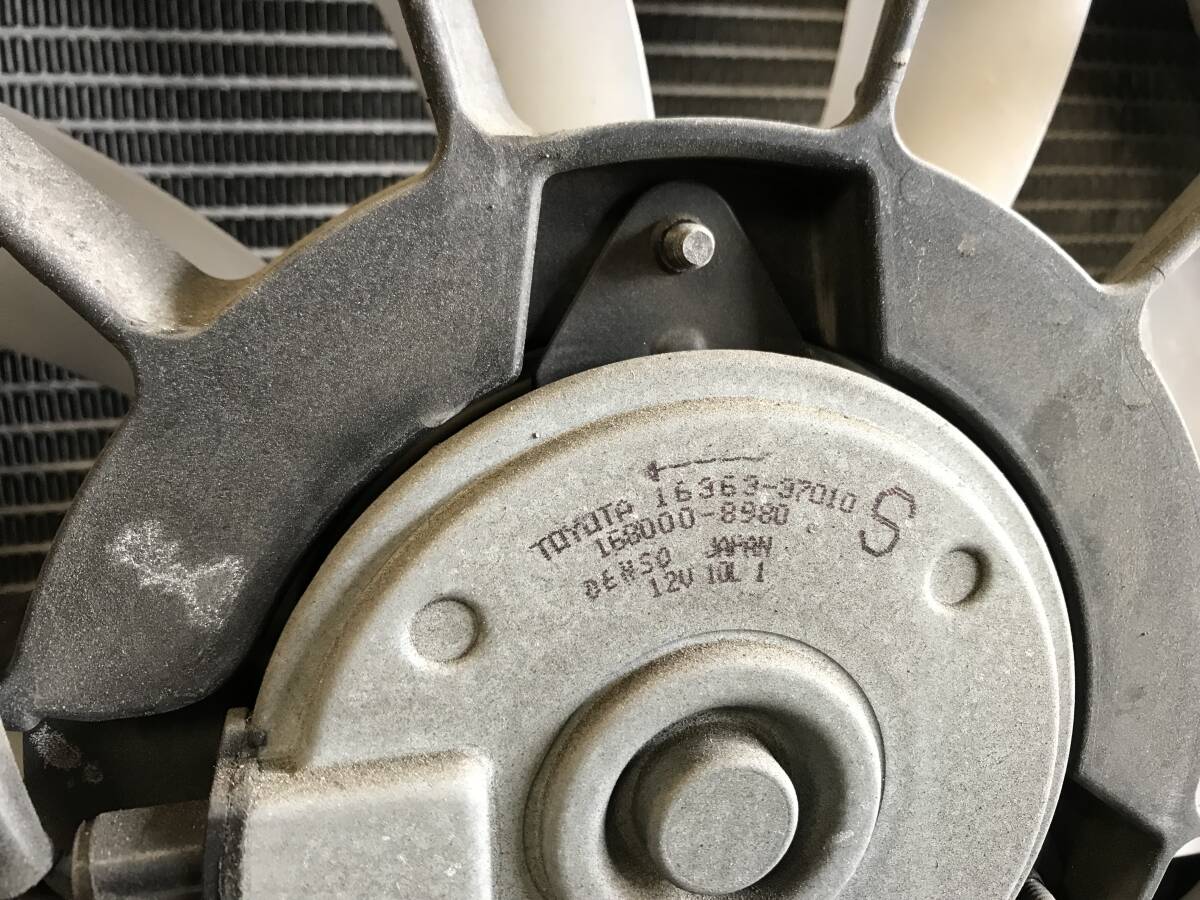 TOYOTA 16363-37010 S
168000-8980
DENSO JAPAN
12V